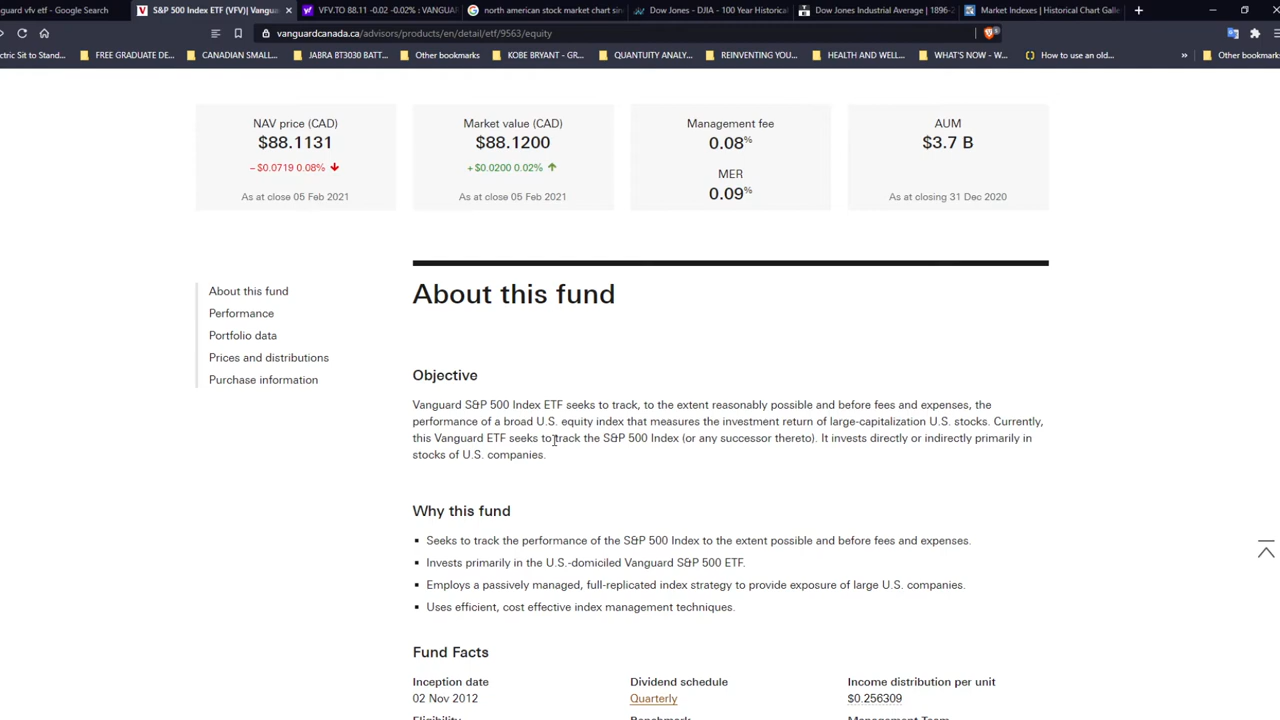 guard vfv etf - Google Search
S&P 500 Index ETF (VFV)| Vangua
VFV.TO 88.11 -0.02 -0.02% : VANGUAR
north american stock market chart sin
Dow Jones - DJIA - 100 Year Historical
Dow Jones Industrial Average | 1896-2
Market Indexes | Historical Chart Galle
vanguardcanada.ca/advisors/products/en/detail/etf/9563/equity
ctric Sit to Stand...
FREE GRADUATE DE...
CANADIAN SMALL...
JABRA BT3030 BATT...
Other bookmarks
KOBE BRYANT - GR...
QUANTUITY ANALY...
REINVENTING YOU...
HEALTH AND WELL...
WHAT'S NOW - W...
How to use an old...
»
Other bookmark
NAV price (CAD)
$88.1131
– $0.0719 0.08%
As at close 05 Feb 2021
Market value (CAD)
$88.1200
+ $0.0200 0.02%
As at close 05 Feb 2021
Management fee
0.08%
MER
0.09%
AUM
$3.7 B
As at closing 31 Dec 2020
About this fund
Performance
Portfolio data
Prices and distributions
Purchase information
About this fund
Objective
Vanguard S&P 500 Index ETF seeks to track, to the extent reasonably possible and before fees and expenses, the
performance of a broad U.S. equity index that measures the investment return of large-capitalization U.S. stocks. Currently,
this Vanguard ETF seeks to track the S&P 500 Index (or any successor thereto). It invests directly or indirectly primarily in
stocks of U.S. companies.
Why this fund
▪ Seeks to track the performance of the S&P 500 Index to the extent possible and before fees and expenses.
▪ Invests primarily in the U.S.-domiciled Vanguard S&P 500 ETF.
▪ Employs a passively managed, full-replicated index strategy to provide exposure of large U.S. companies.
▪ Uses efficient, cost effective index management techniques.
Fund Facts
Inception date
02 Nov 2012
Dividend schedule
Quarterly
Income distribution per unit
$0.256309
Eligibility
Benchmark
Management Team